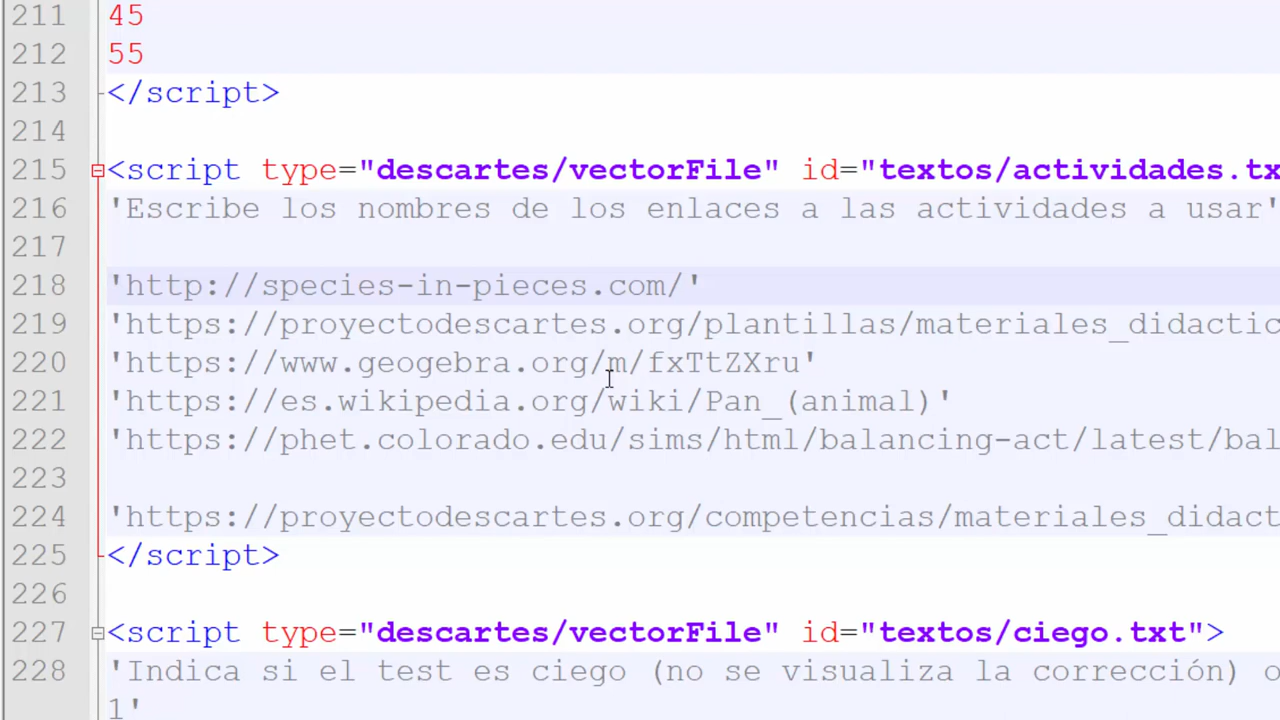 211 45
212 55
213 </script>
214
215 <script type="descartes/vectorFile" id="textos/actividades.tx
216 'Escribe los nombres de los enlaces a las actividades a usar'
217
218 'http://species-in-pieces.com/'
219 'https://proyectodescartes.org/plantillas/materiales_didactic
220 'https://www.geogebra.org/m/fxTtZXru'
221 'https://es.wikipedia.org/wiki/Pan_(animal)'
222 'https://phet.colorado.edu/sims/html/balancing-act/latest/bal
223
224 'https://proyectodescartes.org/competencias/materiales_didact
225 </script>
226
227 <script type="descartes/vectorFile" id="textos/ciego.txt">
228 'Indica si el test es ciego (no se visualiza la corrección) o
1'